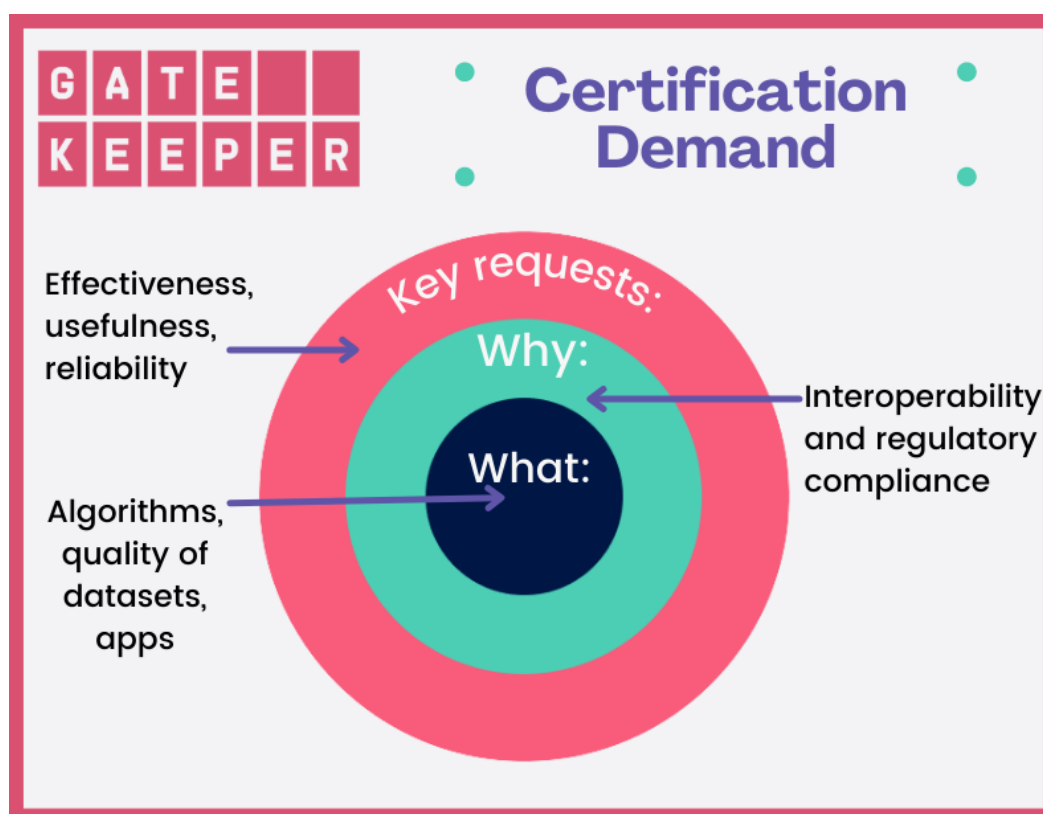 GATE
KEEPER
Certification
Demand
Key requests:
Effectiveness,
usefulness,
reliability
Why:
Interoperability
and regulatory
compliance
What:
Algorithms,
quality of
datasets,
apps